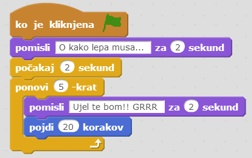 ko je kliknjena
pomisli O kako lepa musa... za 2 sekund
počakaj 2 sekund
ponovi 5 -krat
pomisli Ujel te bom!! GRRR za 2 sekund
pojdi 20 korakov